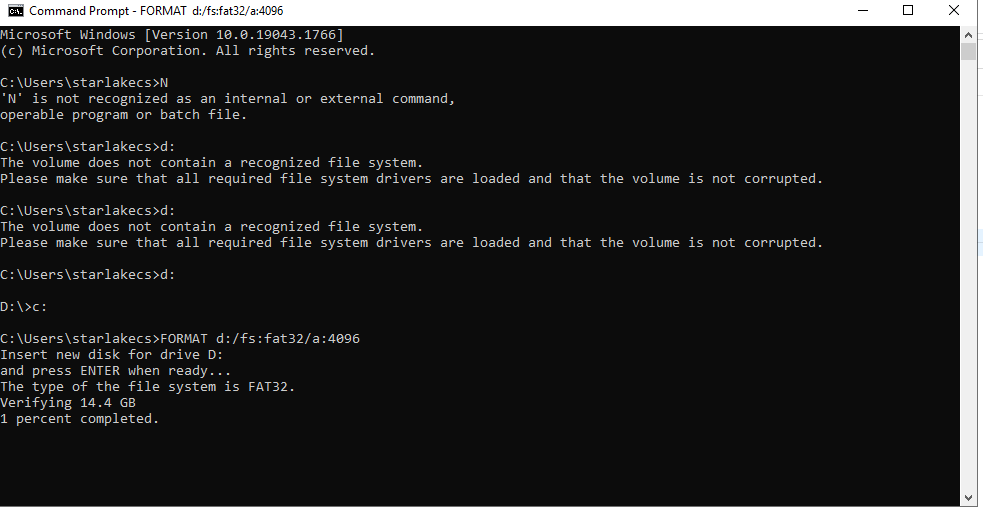 Command Prompt - FORMAT d:/fs:fat32/a:4096
Microsoft Windows [Version 10.0.19043.1766]
(c) Microsoft Corporation. All rights reserved.
C:\Users\starlakecs>N
'N' is not recognized as an internal or external command,
operable program or batch file.
C:\Users\starlakecs>d:
The volume does not contain a recognized file system.
Please make sure that all required file system drivers are loaded and that the volume is not corrupted.
C:\Users\starlakecs>d:
The volume does not contain a recognized file system.
Please make sure that all required file system drivers are loaded and that the volume is not corrupted.
C:\Users\starlakecs>d:
D:\>c:
C:\Users\starlakecs>FORMAT d:/fs:fat32/a:4096
Insert new disk for drive D:
and press ENTER when ready...
The type of the file system is FAT32.
Verifying 14.4 GB
1 percent completed.